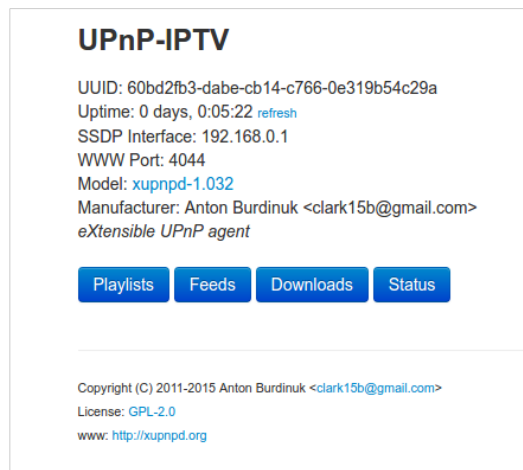 UPnP-IPTV
UUID: 60bd2fb3-dabe-cb14-c766-0e319b54c29a
Uptime: 0 days, 0:05:22 refresh
SSDP Interface: 192.168.0.1
WWW Port: 4044
Model: xupnpd-1.032
Manufacturer: Anton Burdinuk <clark15b@gmail.com>
eXtensible UPnP agent
Playlists Feeds Downloads Status
Copyright (C) 2011-2015 Anton Burdinuk <clark15b@gmail.com>
License: GPL-2.0
www: http://xupnpd.org